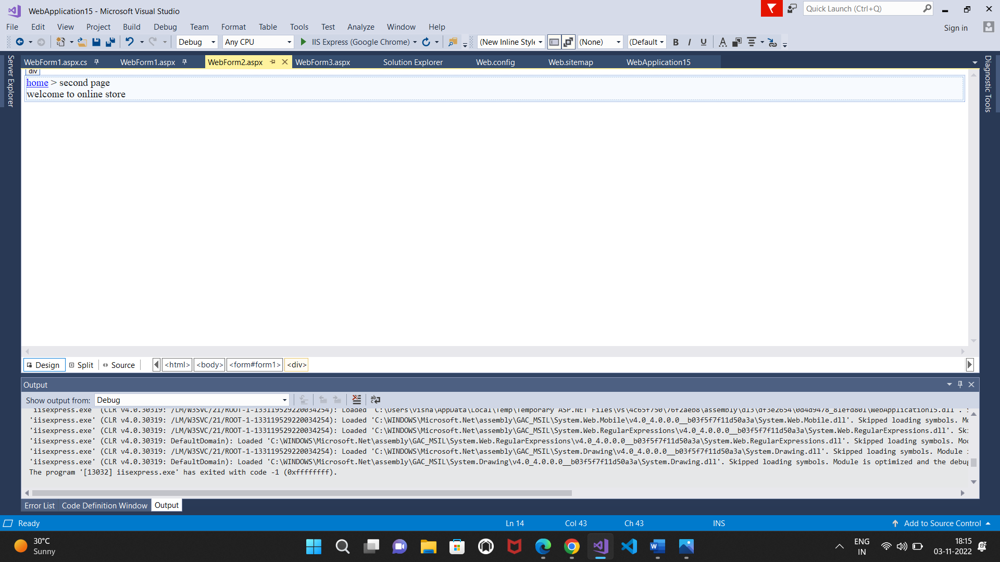 WebApplication15 - Microsoft Visual Studio
Quick Launch (Ctrl+Q)
File Edit View Project Build Debug Team Format Table Tools Test Analyze Window Help
Sign in
Debug Any CPU IIS Express (Google Chrome) (New Inline Style (None) (Default B I U
Server Explorer
WebForm1.aspx.cs WebForm1.aspx WebForm2.aspx WebForm3.aspx Solution Explorer Web.config Web.sitemap WebApplication15
Diagnostic Tools
div
home > second page
welcome to online store
Design Split Source <html> <body> <form#form1> <div>
Output
Show output from: Debug
'iisexpress.exe' (CLR v4.0.30319: /LM/W3SVC/21/ROOT-1-133119529220034254): Loaded 'C:\Users\visha\AppData\Local\Temp\Temporary ASP.NET Files\vs\4c65f750\76f2aeb8\assembly\dl3\df3e2654\0d4d9478_81efd801\WebApplication15.dll'.
'iisexpress.exe' (CLR v4.0.30319: /LM/W3SVC/21/ROOT-1-133119529220034254): Loaded 'C:\WINDOWS\Microsoft.Net\assembly\GAC_MSIL\System.Web.Mobile\v4.0_4.0.0.0__b03f5f7f11d50a3a\System.Web.Mobile.dll'. Skipped loading symbols. Mo
'iisexpress.exe' (CLR v4.0.30319: /LM/W3SVC/21/ROOT-1-133119529220034254): Loaded 'C:\WINDOWS\Microsoft.Net\assembly\GAC_MSIL\System.Web.RegularExpressions\v4.0_4.0.0.0__b03f5f7f11d50a3a\System.Web.RegularExpressions.dll'. Ski
'iisexpress.exe' (CLR v4.0.30319: DefaultDomain): Loaded 'C:\WINDOWS\Microsoft.Net\assembly\GAC_MSIL\System.Web.RegularExpressions\v4.0_4.0.0.0__b03f5f7f11d50a3a\System.Web.RegularExpressions.dll'. Skipped loading symbols. Mod
'iisexpress.exe' (CLR v4.0.30319: /LM/W3SVC/21/ROOT-1-133119529220034254): Loaded 'C:\WINDOWS\Microsoft.Net\assembly\GAC_MSIL\System.Drawing\v4.0_4.0.0.0__b03f5f7f11d50a3a\System.Drawing.dll'. Skipped loading symbols. Module i
'iisexpress.exe' (CLR v4.0.30319: DefaultDomain): Loaded 'C:\WINDOWS\Microsoft.Net\assembly\GAC_MSIL\System.Drawing\v4.0_4.0.0.0__b03f5f7f11d50a3a\System.Drawing.dll'. Skipped loading symbols. Module is optimized and the debug
The program '[13032] iisexpress.exe' has exited with code -1 (0xffffffff).
Error List Code Definition Window Output
Ready Ln 14 Col 43 Ch 43 INS Add to Source Control
30°C
Sunny
ENG
IN
18:15
03-11-2022